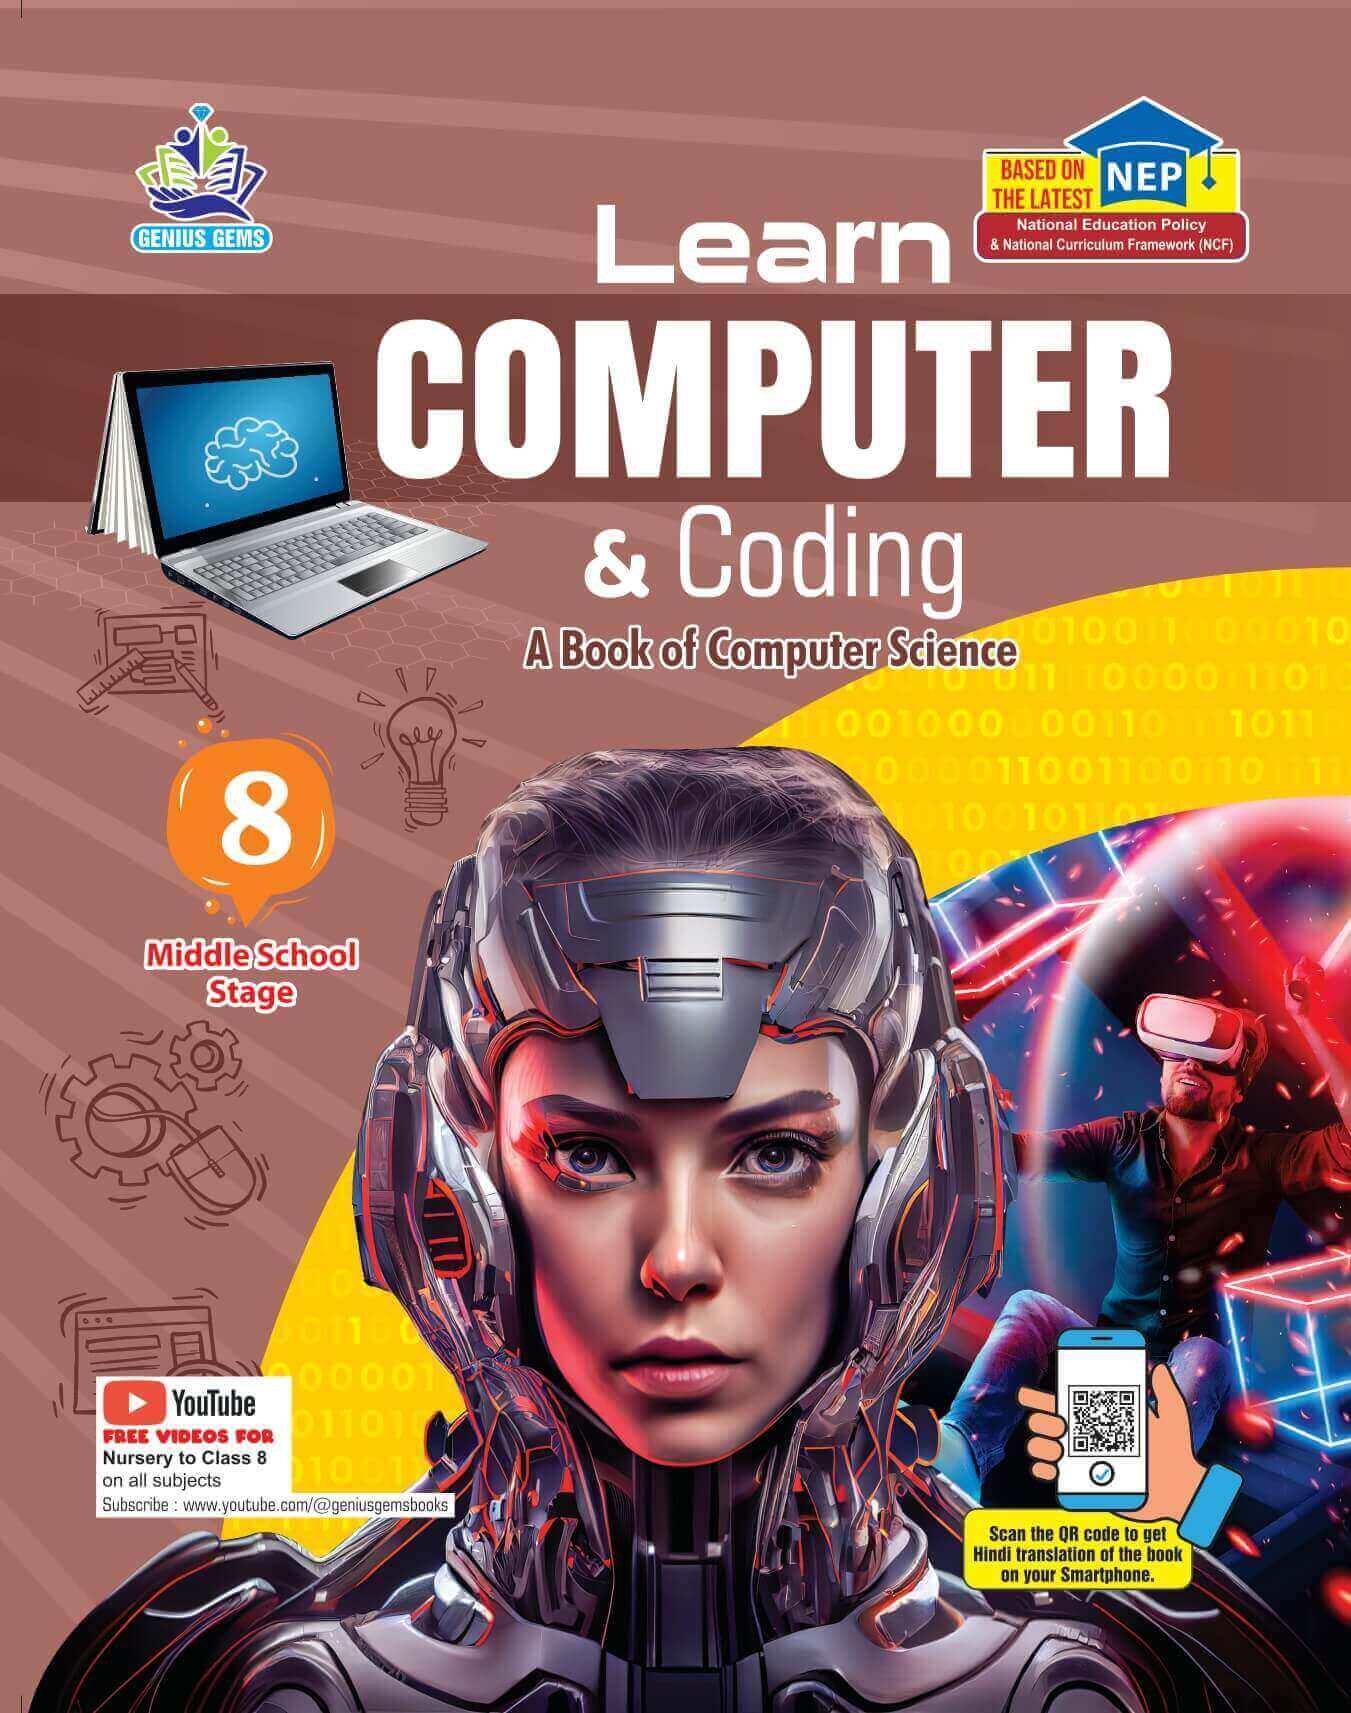 GENIUS GEMS
BASED ON
THE LATEST
NEP
National Education Policy
& National Curriculum Framework (NCF)
Learn
COMPUTER
& Coding
A Book of Computer Science
8
Middle School
Stage
YouTube
FREE VIDEOS FOR
Nursery to Class 8
on all subjects
Subscribe : www.youtube.com/@geniusgemsbooks
Scan the QR code to get
Hindi translation of the book
on your Smartphone.